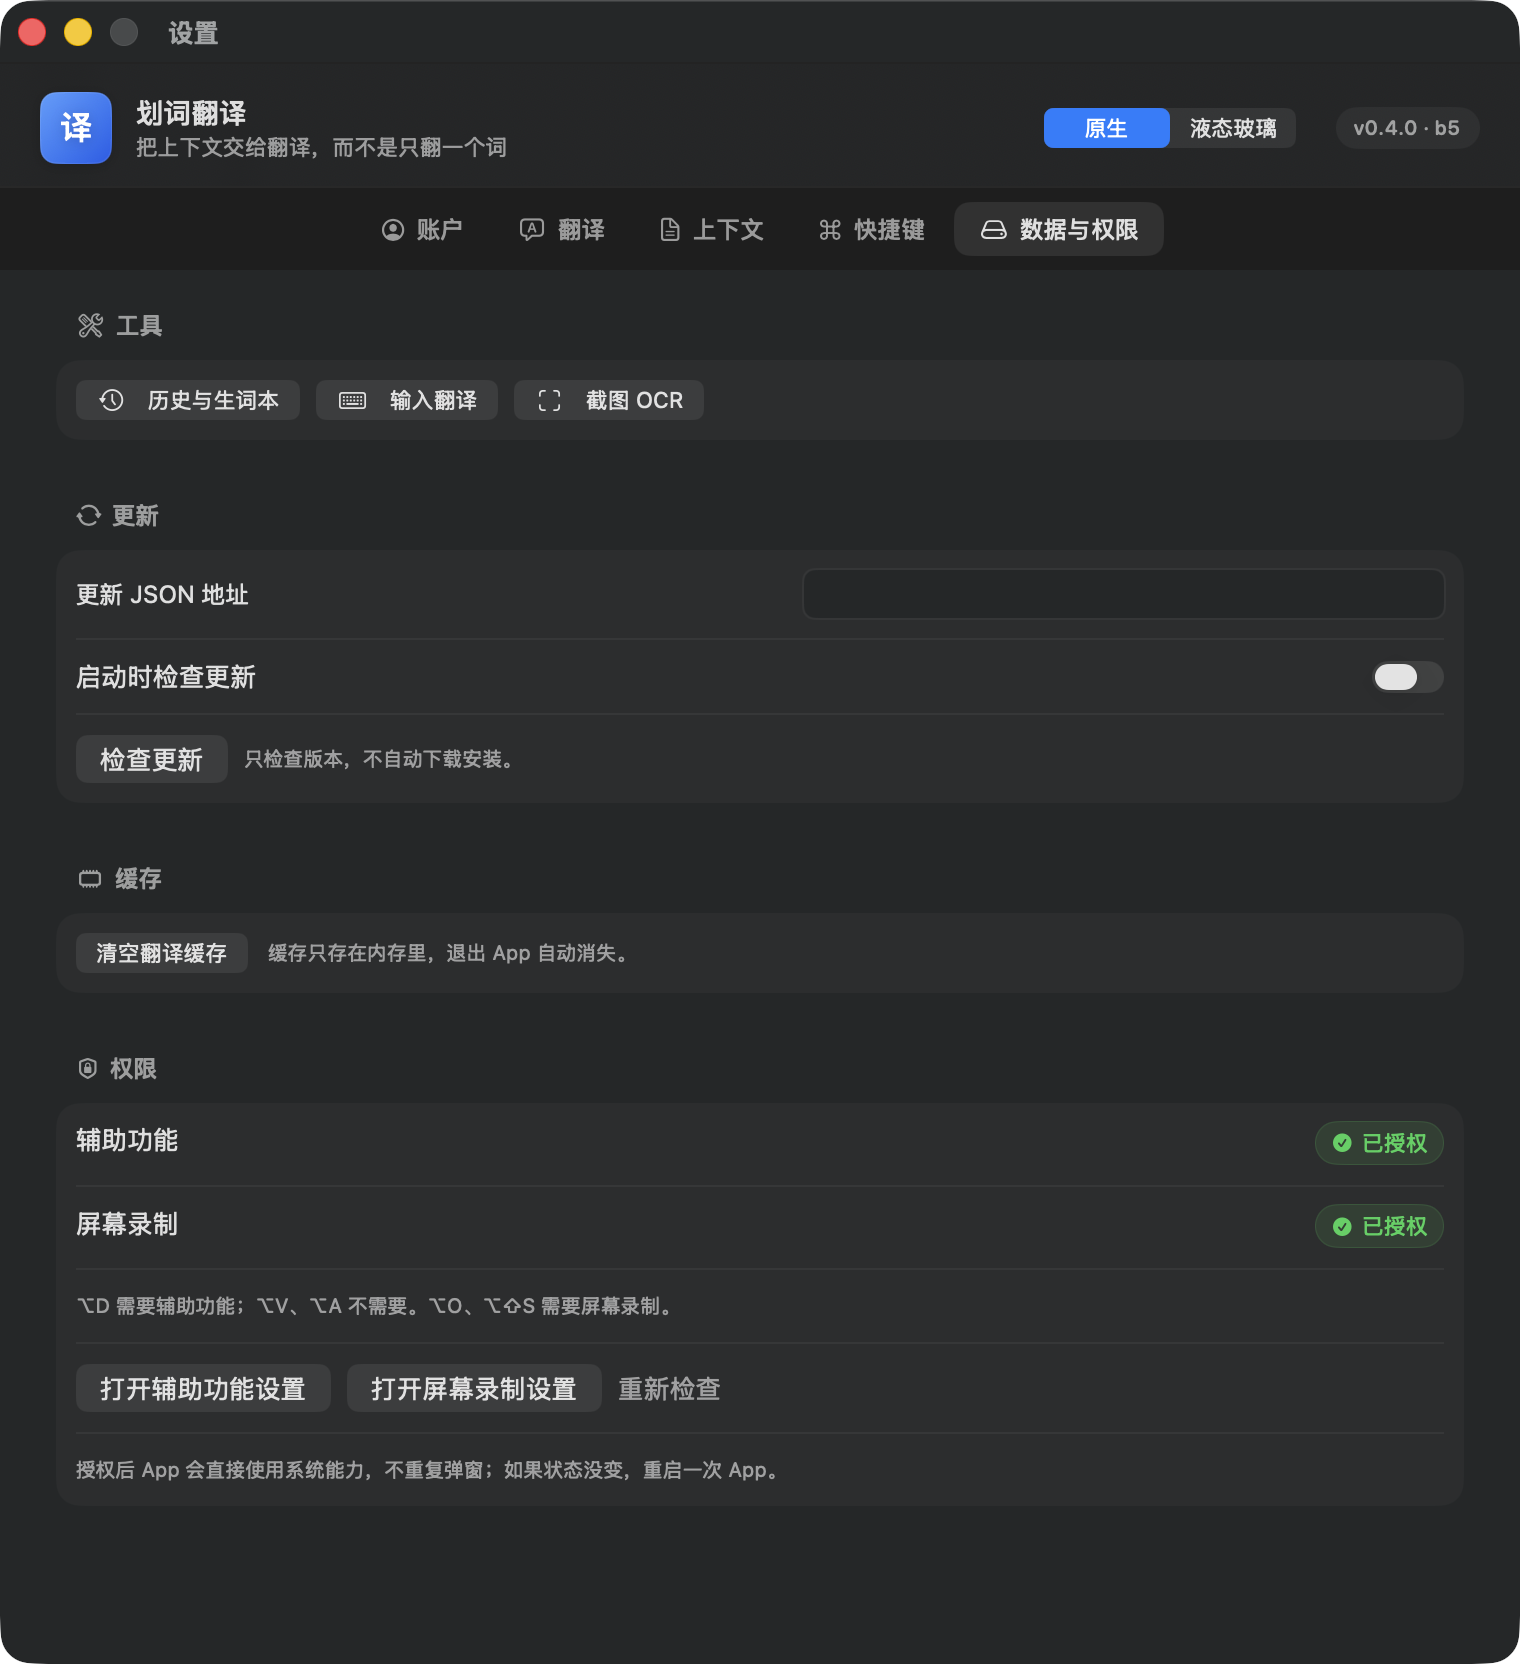 设置
译
划词翻译
把上下文交给翻译，而不是只翻一个词
原生 液态玻璃 v0.4.0 · b5
账户 翻译 上下文 快捷键 数据与权限
工具
历史与生词本 输入翻译 截图 OCR
更新
更新 JSON 地址
启动时检查更新
检查更新 只检查版本，不自动下载安装。
缓存
清空翻译缓存 缓存只存在内存里，退出 App 自动消失。
权限
辅助功能 已授权
屏幕录制 已授权
⌥D 需要辅助功能；⌥V、⌥A 不需要。⌥O、⌥⇧S 需要屏幕录制。
打开辅助功能设置 打开屏幕录制设置 重新检查
授权后 App 会直接使用系统能力，不重复弹窗；如果状态没变，重启一次 App。